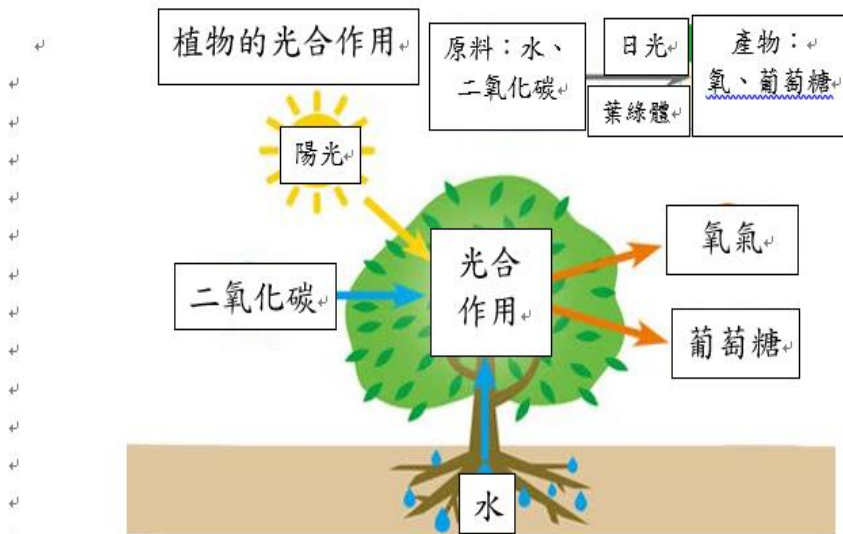 植物的光合作用
原料：水、
二氧化碳
日光
葉綠體
產物：
氧、葡萄糖
陽光
二氧化碳
光合
作用
氧氣
葡萄糖
水